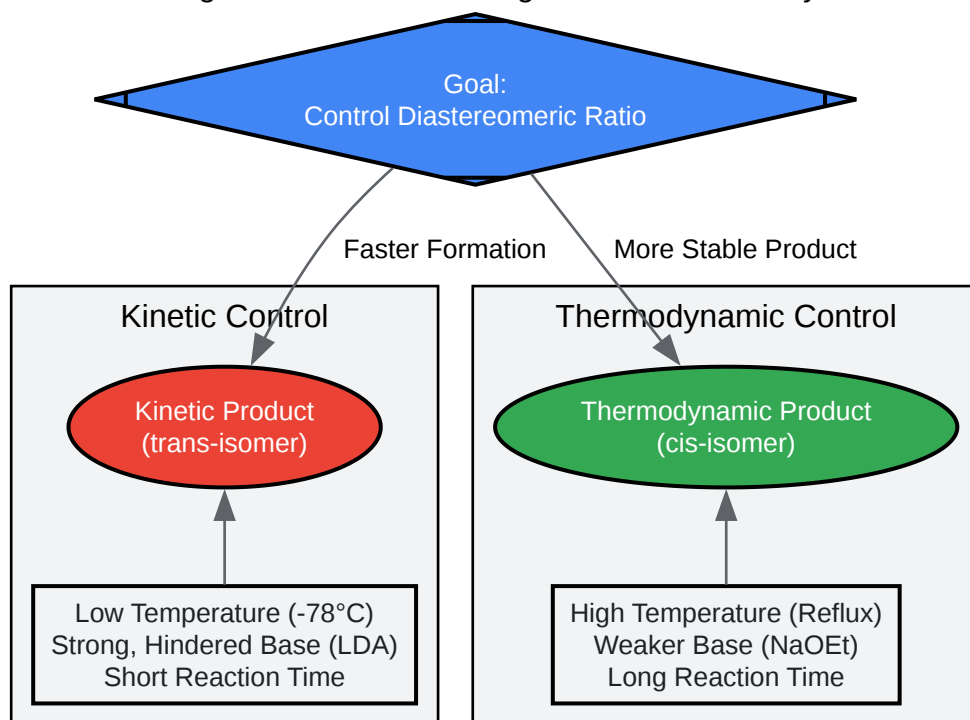 Goal:
Control Diastereomeric Ratio
Faster Formation
More Stable Product
Kinetic Control
Thermodynamic Control
Kinetic Product
(trans-isomer)
Thermodynamic Product
(cis-isomer)
Low Temperature (-78°C)
Strong, Hindered Base (LDA)
Short Reaction Time
High Temperature (Reflux)
Weaker Base (NaOEt)
Long Reaction Time